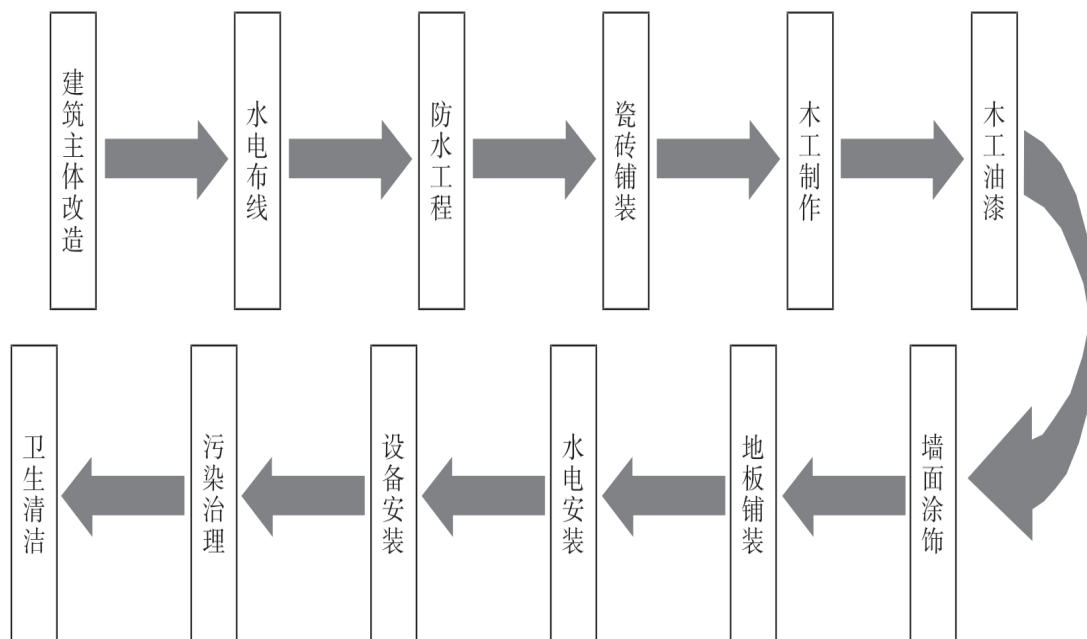 建筑主体改造
水电布线
防水工程
瓷砖铺装
木工制作
木工油漆
墙面涂饰
地板铺装
水电安装
设备安装
污染治理
卫生清洁